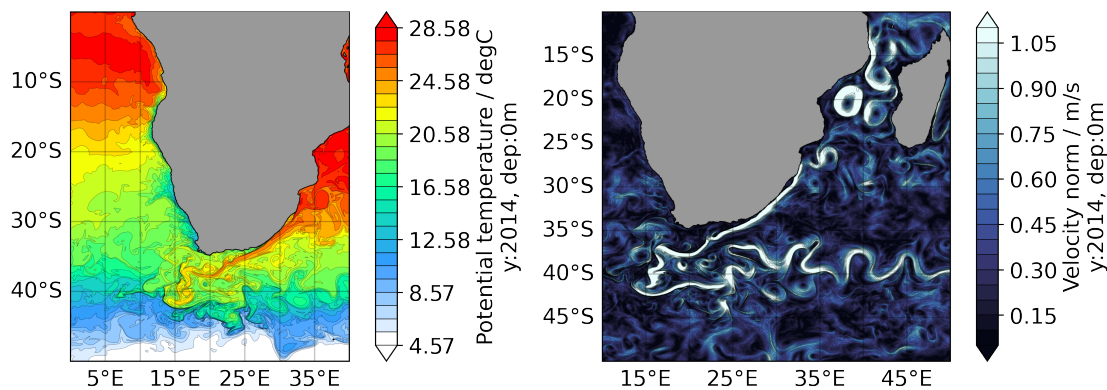 10°S
20°S
30°S
40°S
5°E 15°E 25°E 35°E
28.58
24.58
20.58
16.58
12.58
8.57
4.57
Potential temperature / degC
y:2014, dep:0m
15°S
20°S
25°S
30°S
35°S
40°S
45°S
15°E 25°E 35°E 45°E
1.05
0.90
0.75
0.60
0.45
0.30
0.15
Velocity norm / m/s
y:2014, dep:0m